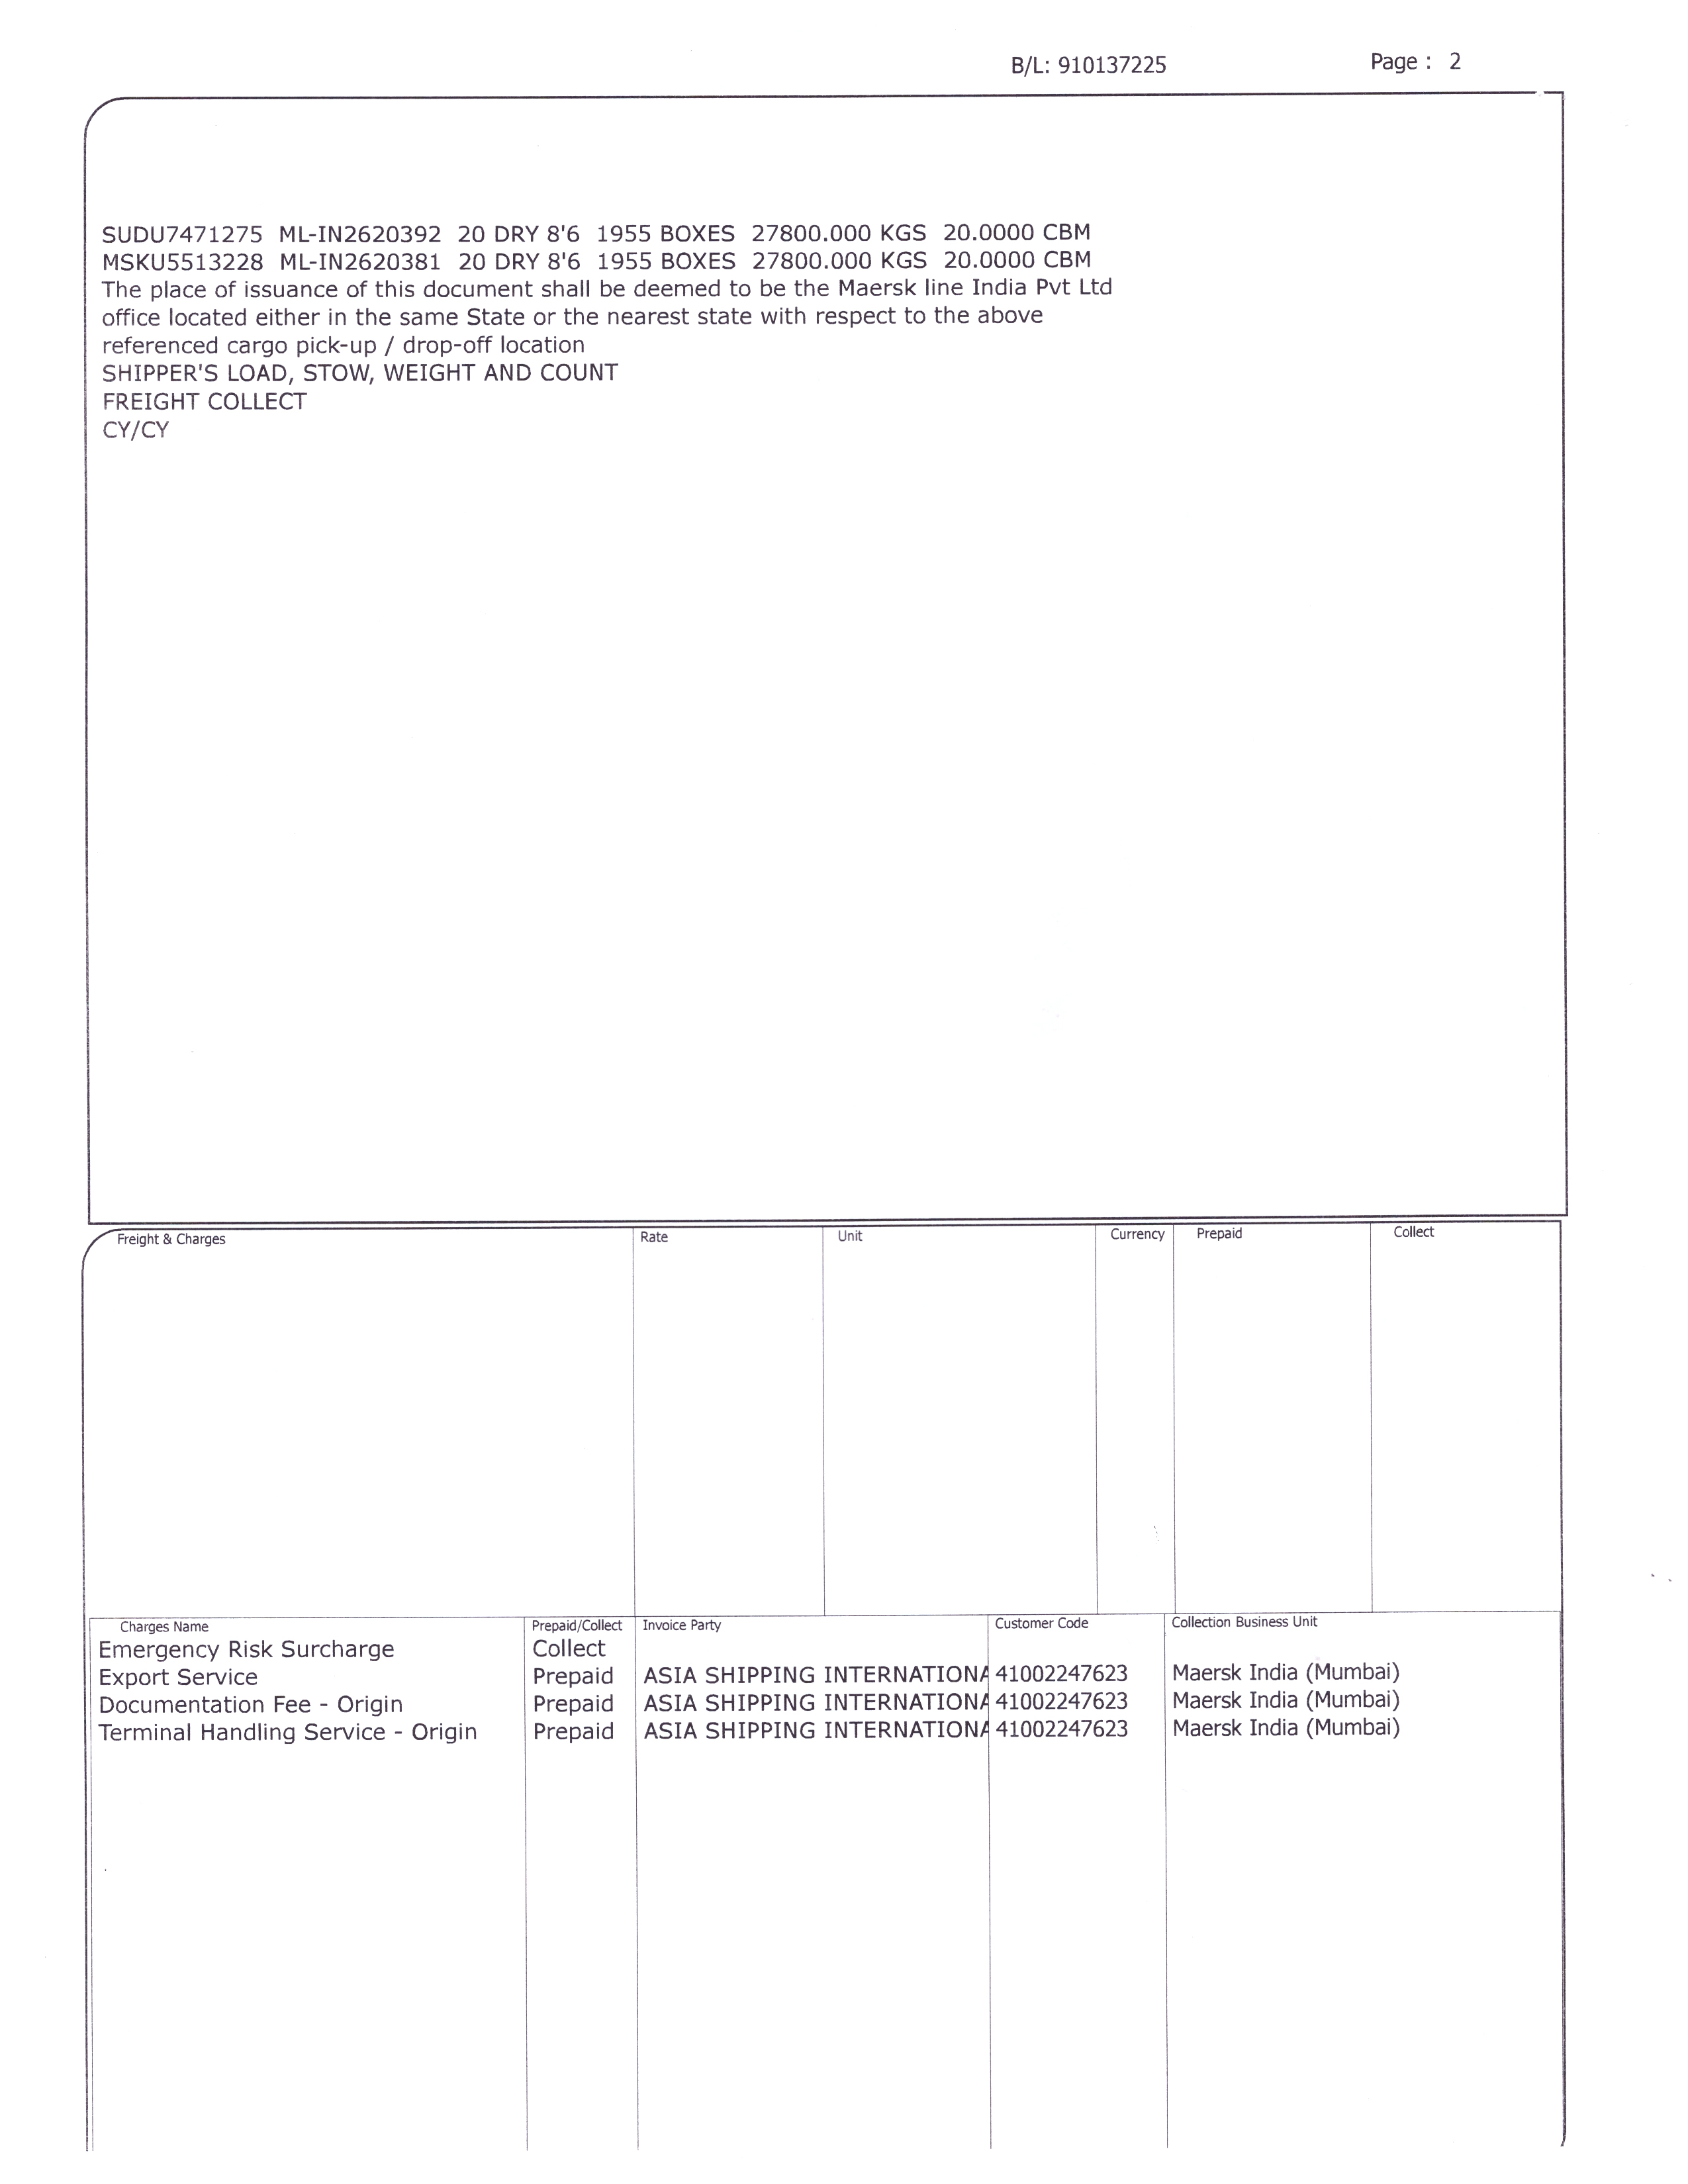 B/L: 910137225 Page : 2
SUDU7471275 ML-IN2620392 20 DRY 8'6 1955 BOXES 27800.000 KGS 20.0000 CBM
MSKU5513228 ML-IN2620381 20 DRY 8'6 1955 BOXES 27800.000 KGS 20.0000 CBM
The place of issuance of this document shall be deemed to be the Maersk line India Pvt Ltd
office located either in the same State or the nearest state with respect to the above
referenced cargo pick-up / drop-off location
SHIPPER'S LOAD, STOW, WEIGHT AND COUNT
FREIGHT COLLECT
CY/CY
Freight & Charges Rate Unit Currency Prepaid Collect
Charges Name Prepaid/Collect Invoice Party Customer Code Collection Business Unit
Emergency Risk Surcharge Collect
Export Service Prepaid ASIA SHIPPING INTERNATIONA 41002247623 Maersk India (Mumbai)
Documentation Fee - Origin Prepaid ASIA SHIPPING INTERNATIONA 41002247623 Maersk India (Mumbai)
Terminal Handling Service - Origin Prepaid ASIA SHIPPING INTERNATIONA 41002247623 Maersk India (Mumbai)